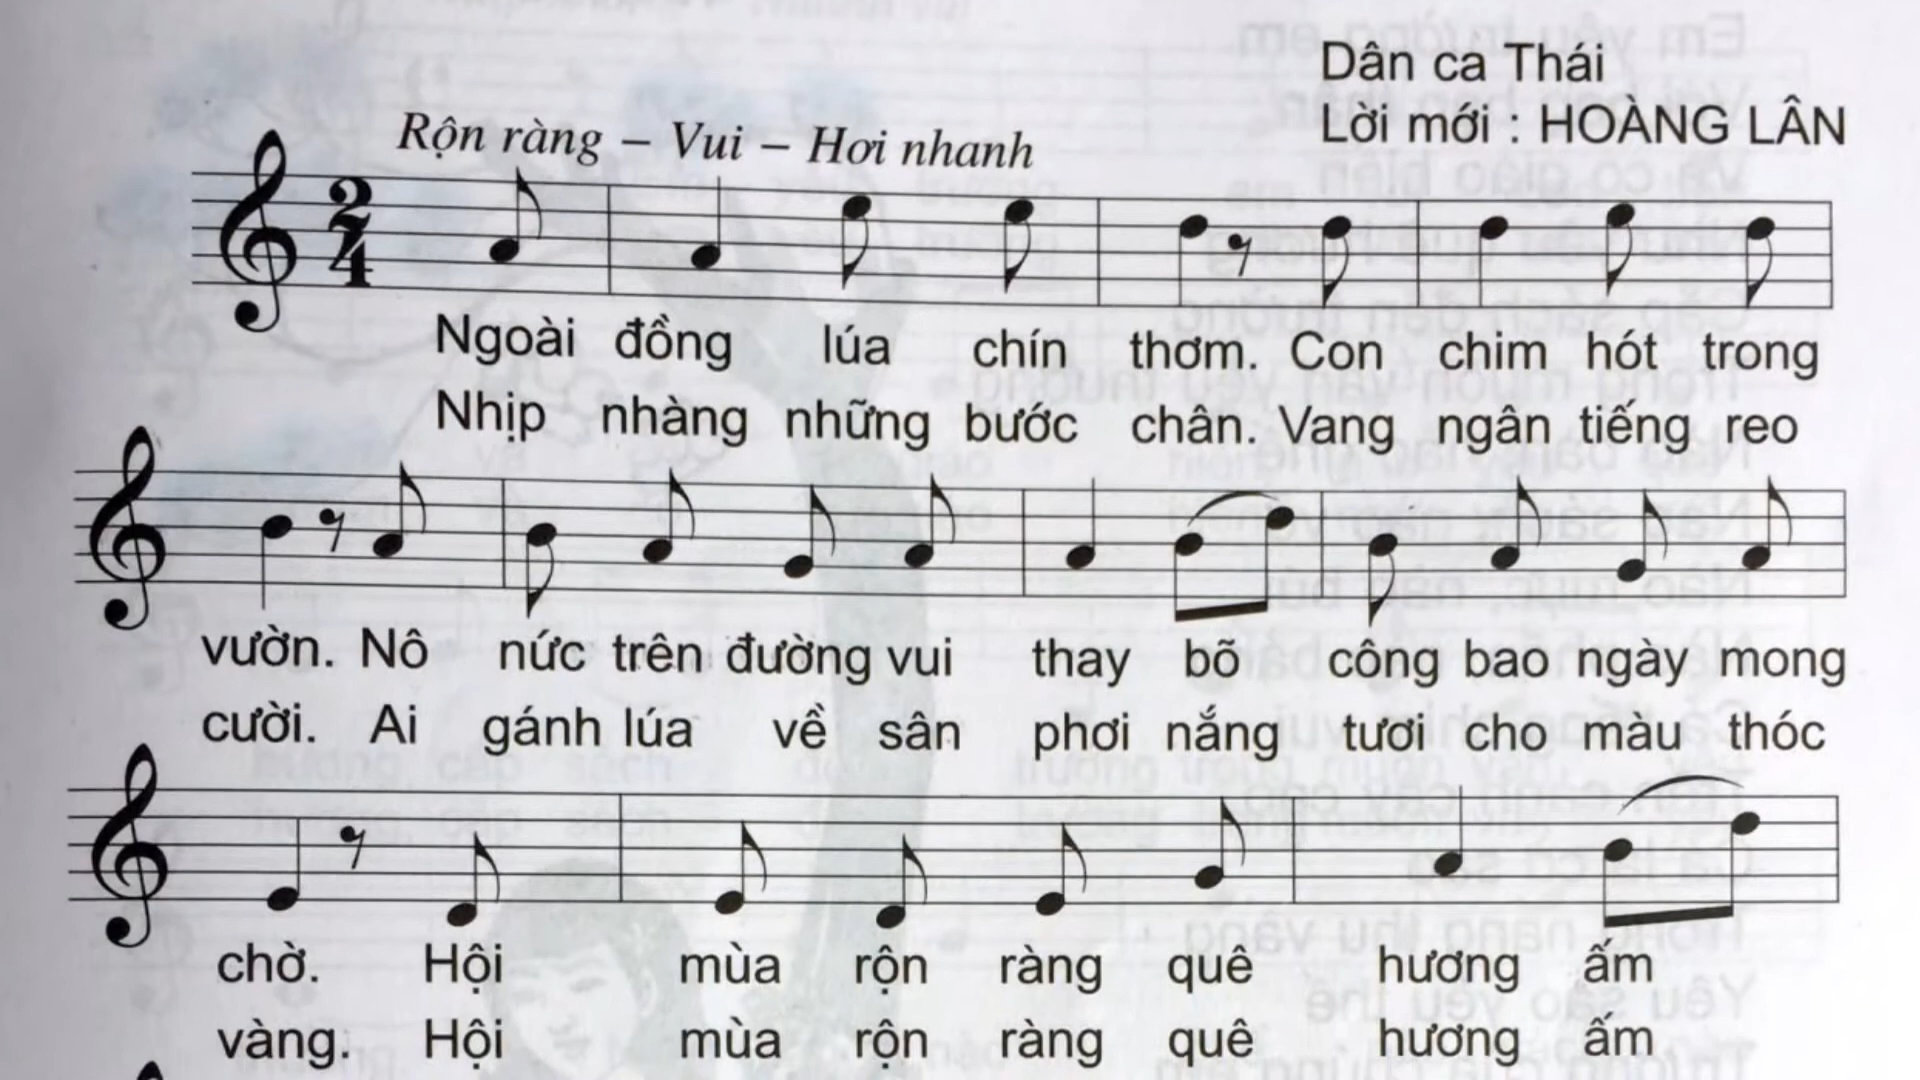 Dân ca Thái
Lời mới : HOÀNG LÂN
Rộn ràng – Vui – Hơi nhanh
2
4
Ngoài đồng lúa chín thơm. Con chim hót trong
Nhịp nhàng những bước chân. Vang ngân tiếng reo
vườn. Nô nức trên đường vui thay bõ công bao ngày mong
cười. Ai gánh lúa về sân phơi nắng tươi cho màu thóc
chờ. Hội mùa rộn ràng quê hương ấm
vàng. Hội mùa rộn ràng quê hương ấm